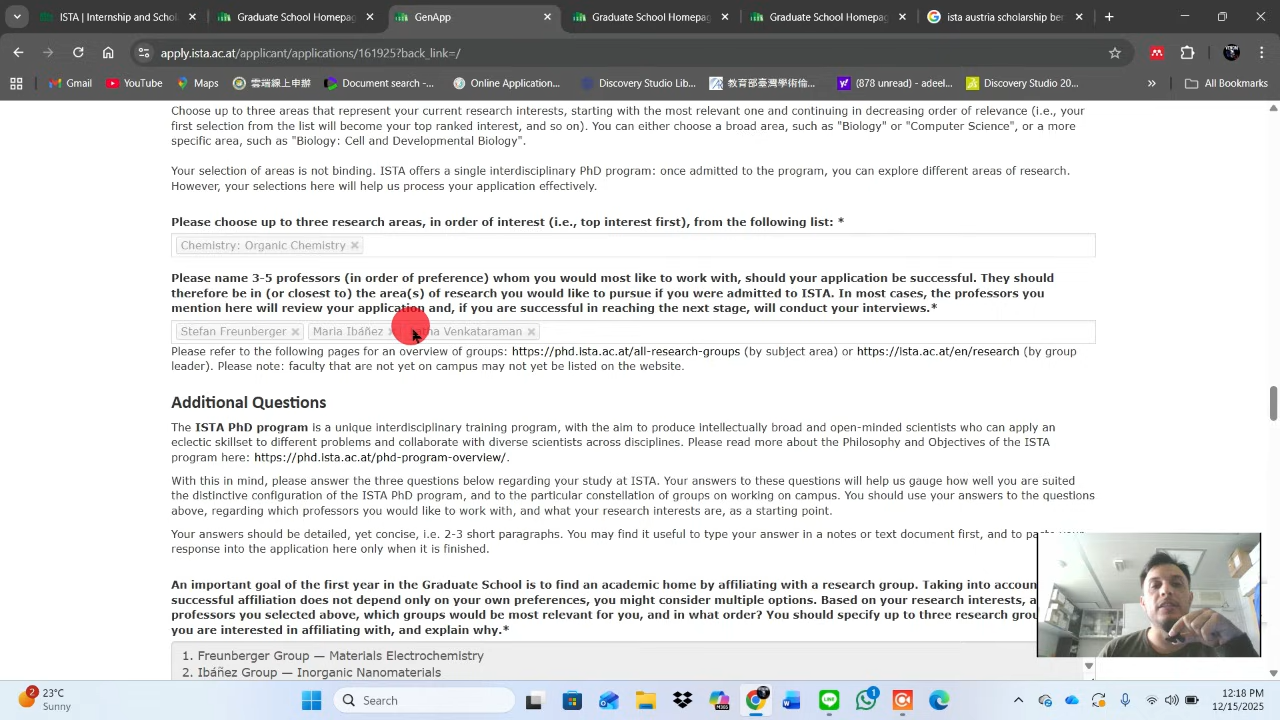 ISTA | Internship and Schol
Graduate School Homepag
GenApp
Graduate School Homepag
Graduate School Homepag
ista austria scholarship ber
apply.ista.ac.at/applicant/applications/161925?back_link=/
Gmail
YouTube
Maps
雲端線上申辦
Document search -...
Online Application...
Discovery Studio Lib...
教育部臺灣學術倫...
(878 unread) - adeel...
Discovery Studio 20...
All Bookmarks
Choose up to three areas that represent your current research interests, starting with the most relevant one and continuing in decreasing order of relevance (i.e., your
first selection from the list will become your top ranked interest, and so on). You can either choose a broad area, such as "Biology" or "Computer Science", or a more
specific area, such as "Biology: Cell and Developmental Biology".
Your selection of areas is not binding. ISTA offers a single interdisciplinary PhD program: once admitted to the program, you can explore different areas of research.
However, your selections here will help us process your application effectively.
Please choose up to three research areas, in order of interest (i.e., top interest first), from the following list: *
Chemistry: Organic Chemistry
Please name 3-5 professors (in order of preference) whom you would most like to work with, should your application be successful. They should
therefore be in (or closest to) the area(s) of research you would like to pursue if you were admitted to ISTA. In most cases, the professors you
mention here will review your application and, if you are successful in reaching the next stage, will conduct your interviews.*
Stefan Freunberger
Maria Ibáñez
Venkataraman
Please refer to the following pages for an overview of groups: https://phd.ista.ac.at/all-research-groups (by subject area) or https://ista.ac.at/en/research (by group
leader). Please note: faculty that are not yet on campus may not yet be listed on the website.
Additional Questions
The ISTA PhD program is a unique interdisciplinary training program, with the aim to produce intellectually broad and open-minded scientists who can apply an
eclectic skillset to different problems and collaborate with diverse scientists across disciplines. Please read more about the Philosophy and Objectives of the ISTA
program here: https://phd.ista.ac.at/phd-program-overview/.
With this in mind, please answer the three questions below regarding your study at ISTA. Your answers to these questions will help us gauge how well you are suited
the distinctive configuration of the ISTA PhD program, and to the particular constellation of groups on working on campus. You should use your answers to the questions
above, regarding which professors you would like to work with, and what your research interests are, as a starting point.
Your answers should be detailed, yet concise, i.e. 2-3 short paragraphs. You may find it useful to type your answer in a notes or text document first, and to paste
response into the application here only when it is finished.
An important goal of the first year in the Graduate School is to find an academic home by affiliating with a research group. Taking into accoun
successful affiliation does not depend only on your own preferences, you might consider multiple options. Based on your research interests, a
professors you selected above, which groups would be most relevant for you, and in what order? You should specify up to three research gro
you are interested in affiliating with, and explain why.*
1. Freunberger Group — Materials Electrochemistry
2. Ibáñez Group — Inorganic Nanomaterials
2
23°C
Sunny
Search
M365
1
12:18 PM
12/15/2025